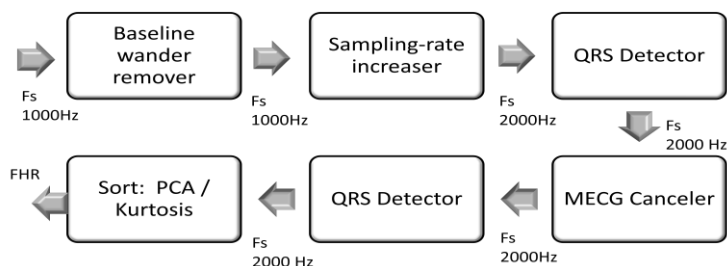 Baseline
wander
remover
Sampling-rate
increaser
QRS Detector
Fs
1000Hz
Fs
1000Hz
Fs
2000Hz
Fs
2000 Hz
FHR
Sort: PCA /
Kurtosis
QRS Detector
MECG Canceler
Fs
2000 Hz
Fs
2000Hz